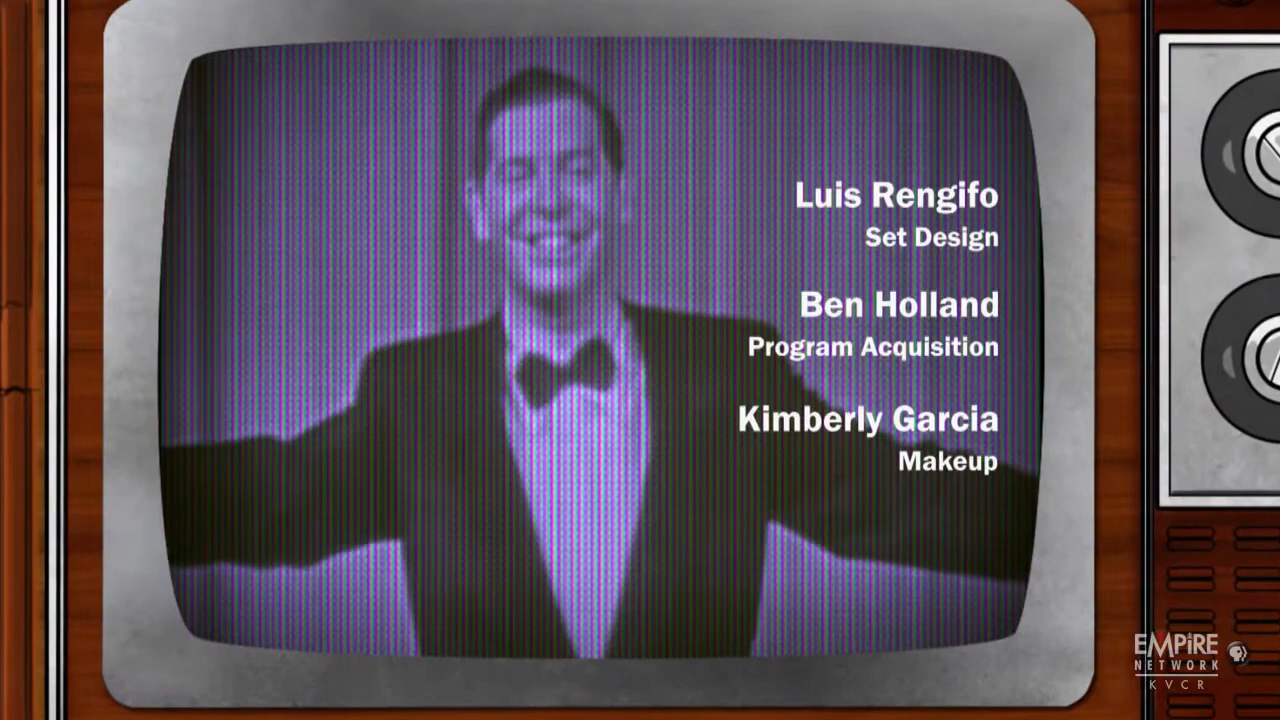 Luis Rengifo
Set Design
Ben Holland
Program Acquisition
Kimberly Garcia
Makeup
EMPiRE
NETWORK
KVCR